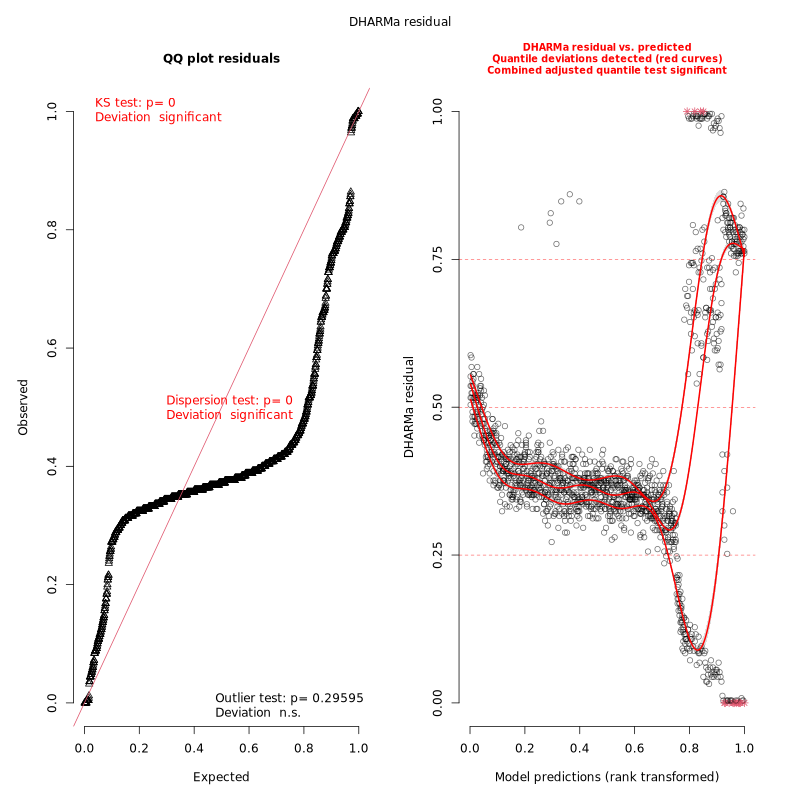 DHARMa residual
QQ plot residuals
KS test: p= 0
Deviation significant
Dispersion test: p= 0
Deviation significant
Outlier test: p= 0.29595
Deviation n.s.
Observed
0.0
0.2
0.4
0.6
0.8
1.0
0.0
0.2
0.4
0.6
0.8
1.0
Expected
DHARMa residual vs. predicted
Quantile deviations detected (red curves)
Combined adjusted quantile test significant
DHARMa residual
0.00
0.25
0.50
0.75
1.00
0.0
0.2
0.4
0.6
0.8
1.0
Model predictions (rank transformed)